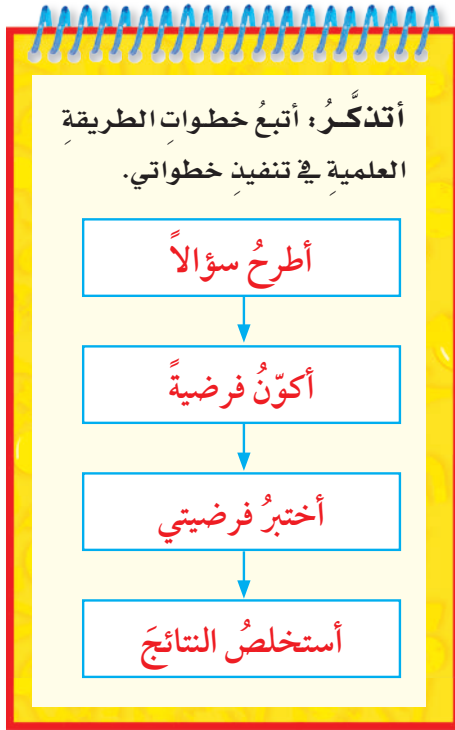 أتذكَّرُ: أتبعُ خطواتِ الطريقةِ
العلميةِ في تنفيذِ خطواتي.
أطرحُ سؤالاً
أكوّنُ فرضيةً
أختبرُ فرضيتي
أستخلصُ النتائجَ